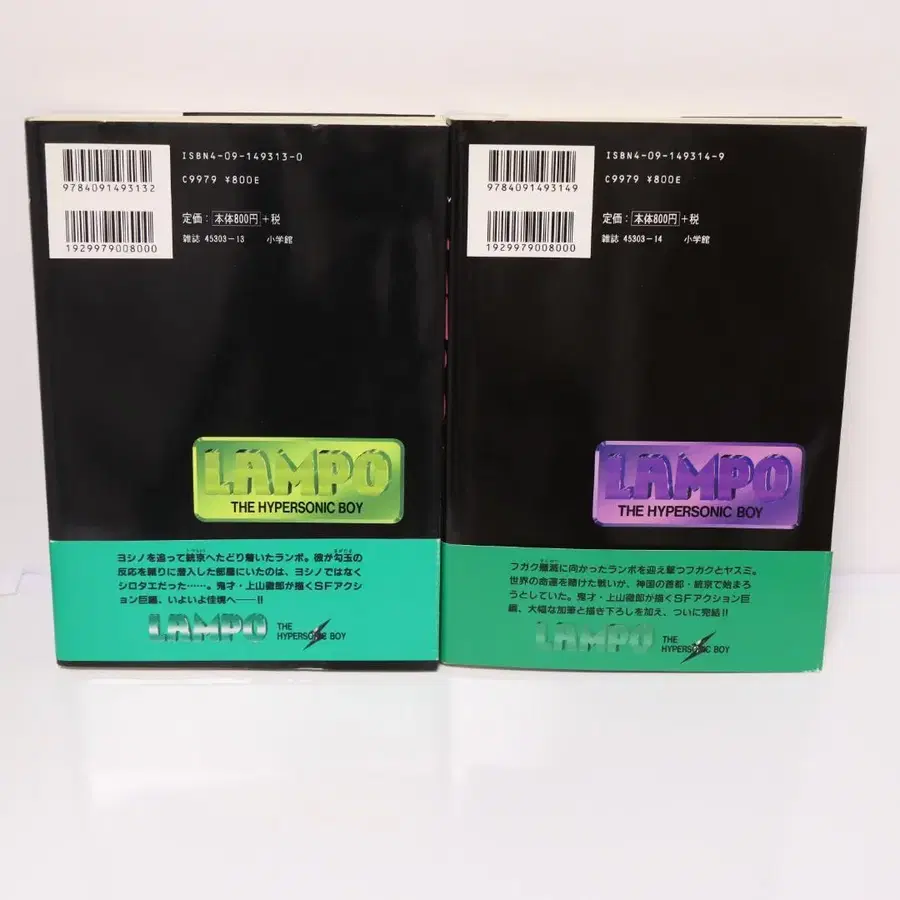 ISBN4-09-149313-0
C9979 ¥800E
9784091493132
定価: 本体800円+税
雑誌 45303-13 小学館
1929979008000
LAMPO
THE HYPERSONIC BOY
ヨシノを追って銃京へたどり着いたランポ。彼が勾玉の
反応を頼りに潜入した部屋にいたのは、ヨシノではなく
シロタエだった……。鬼才・上山徹郎が描くSFアクシ
ョン巨編、いよいよ佳境へ――!!
LAMPO THE
HYPERSONIC BOY
ISBN4-09-149314-9
C9979 ¥800E
9784091493149
定価: 本体800円+税
雑誌 45303-14 小学館
1929979008000
LAMPO
THE HYPERSONIC BOY
フガク殲滅に向かったランポを迎え撃つフガクとヤスミ。
世界の命運を賭けた戦いが、神国の首都・銃京で始まろ
うとしていた。鬼才・上山徹郎が描くSFアクション巨
編、大幅な加筆と描き下ろしを加え、ついに完結!!
LAMPO THE
HYPERSONIC BOY